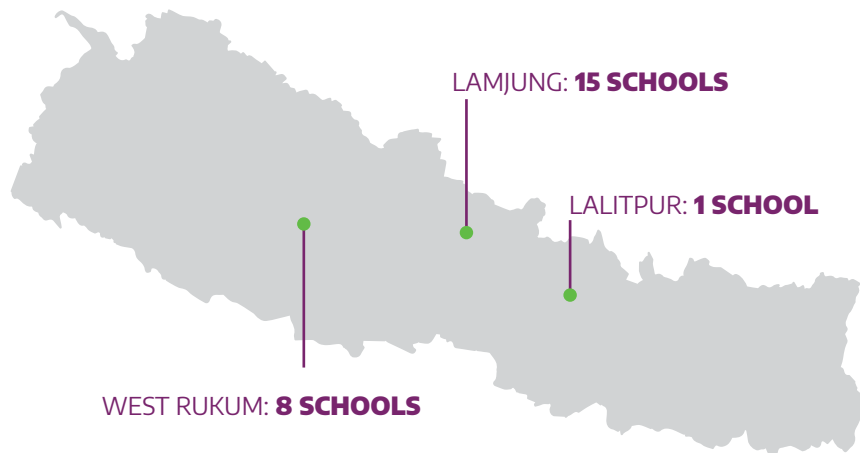 LAMJUNG: 15 SCHOOLS
LALITPUR: 1 SCHOOL
WEST RUKUM: 8 SCHOOLS